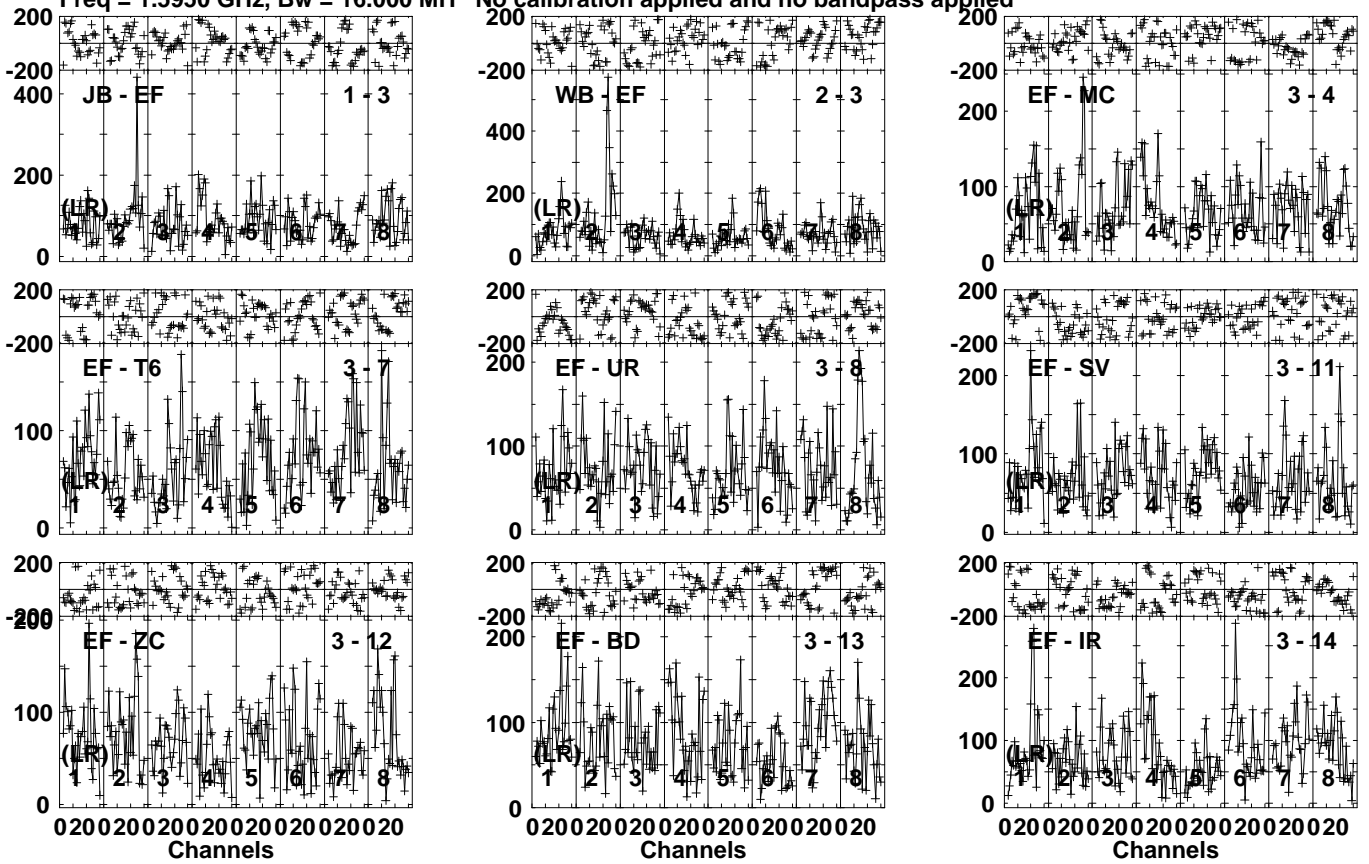 Freq = 1.5950 GHz, Bw = 16.000 MH No calibration applied and no bandpass applied
200 200 200
-200 -200 -200
JB - EF 1 - 3 WB - EF 2 - 3 EF - MC 3 - 4
400 400 200
200 200 100
(LR) (LR) (LR)
1 2 3 4 5 6 7 8 1 2 3 4 5 6 7 8 1 2 3 4 5 6 7 8
0 0 0
200 200 200
-200 -200 -200
EF - T6 3 - 7 EF - UR 3 - 8 EF - SV 3 - 11
200 200
100 100 100
(LR) (LR) (LR)
1 2 3 4 5 6 7 8 1 2 3 4 5 6 7 8 1 2 3 4 5 6 7 8
0 0 0
200 200 200
-200 -200 -200
200
EF - ZC 3 - 12 EF - BD 3 - 13 EF - IR 3 - 14
200 200
100 100 100
(LR) (LR) (LR)
1 2 3 4 5 6 7 8 1 2 3 4 5 6 7 8 1 2 3 4 5 6 7 8
0 0 0
0 20 0 20 0 20 0 20 0 20 0 20 0 20 0 20 0 20 0 20 0 20 0 20 0 20 0 20 0 20 0 20 0 20 0 20 0 20 0 20 0 20 0 20 0 20 0 20
Channels Channels Channels